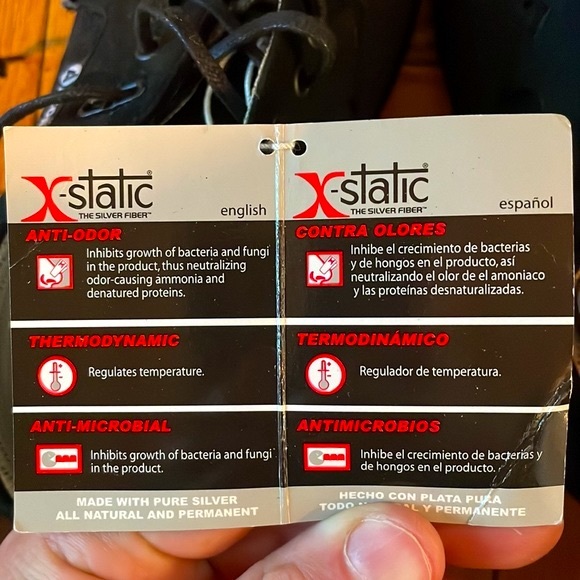 X-static®
THE SILVER FIBER™
english
ANTI-ODOR
Inhibits growth of bacteria and fungi
in the product, thus neutralizing
odor-causing ammonia and
denatured proteins.
THERMODYNAMIC
Regulates temperature.
ANTI-MICROBIAL
Inhibits growth of bacteria and fungi
in the product.
MADE WITH PURE SILVER
ALL NATURAL AND PERMANENT
X-static®
THE SILVER FIBER™
español
CONTRA OLORES
Inhibe el crecimiento de bacterias
y de hongos en el producto, así
neutralizando el olor de el amoniaco
y las proteínas desnaturalizadas.
TERMODINÁMICO
Regulador de temperatura.
ANTIMICROBIOS
Inhibe el crecimiento de bacterias y
de hongos en el producto.
HECHO CON PLATA PURA
TODO Y PERMANENTE